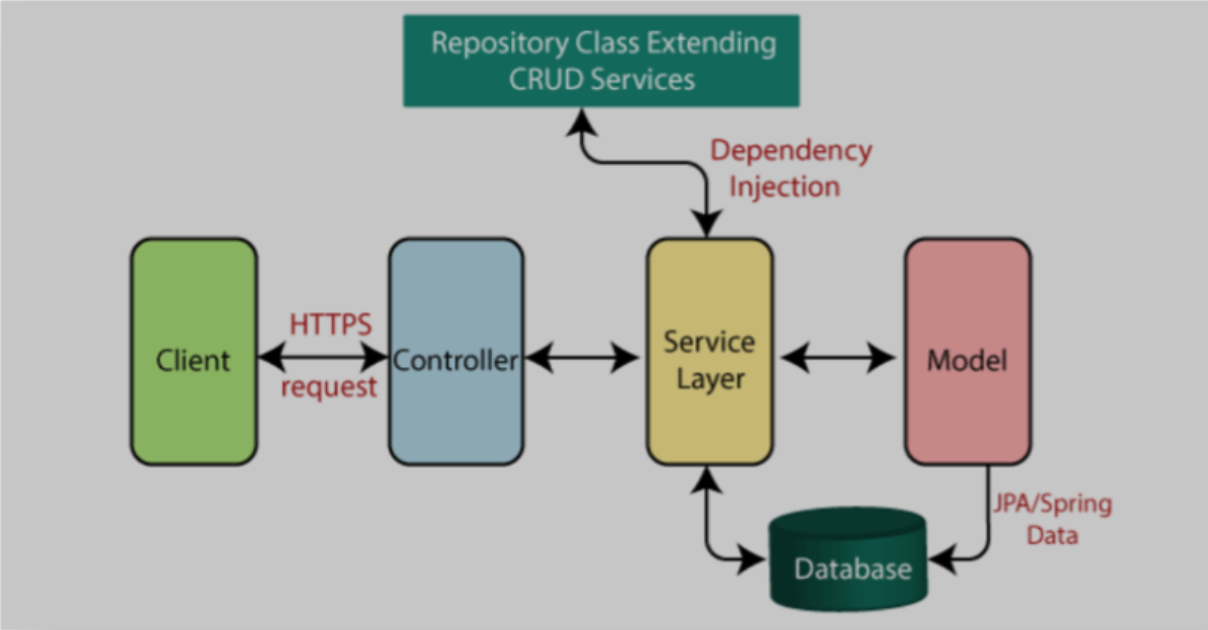 Repository Class Extending
CRUD Services
Dependency
Injection
HTTPS
request
Client
Controller
Service
Layer
Model
JPA/Spring
Data
Database